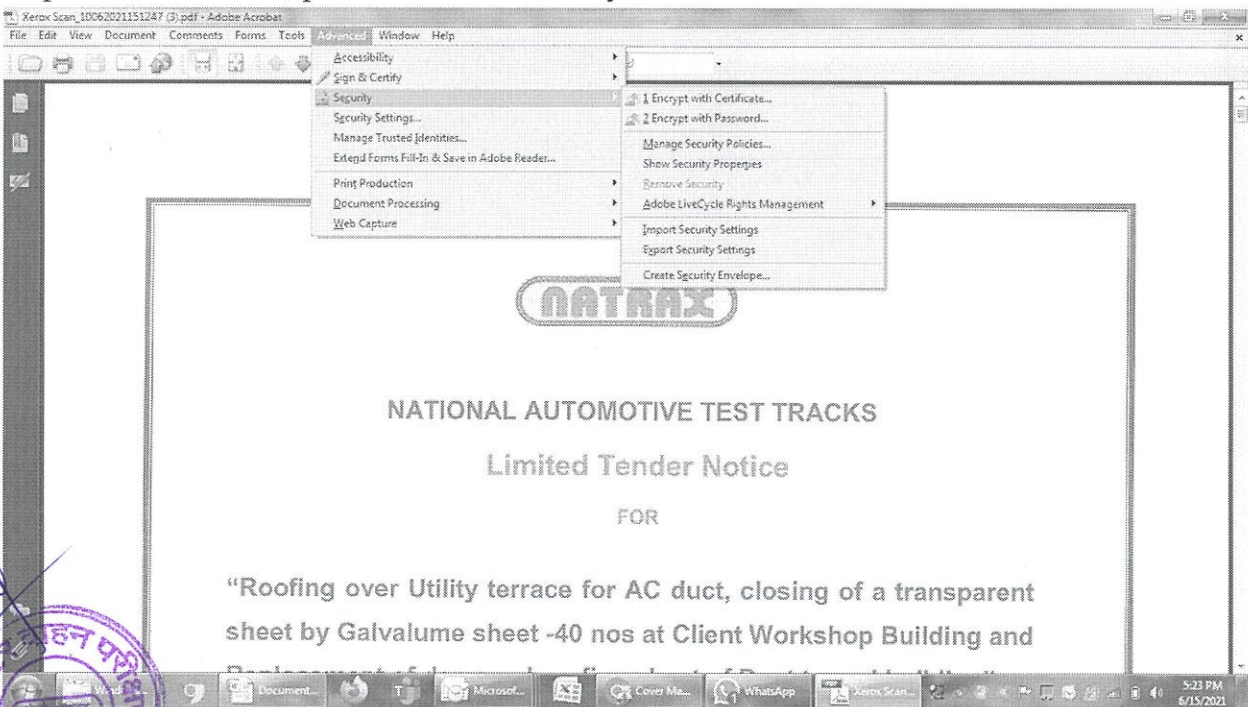 Xerox Scan_10062021151247 (3).pdf - Adobe Acrobat
File Edit View Document Comments Forms Tools Advanced Window Help
Accessibility
Sign & Certify
Security
Security Settings...
Manage Trusted Identities...
Extend Forms Fill-In & Save in Adobe Reader...
Print Production
Document Processing
Web Capture
1 Encrypt with Certificate...
2 Encrypt with Password...
Manage Security Policies...
Show Security Properties
Remove Security
Adobe LiveCycle Rights Management
Import Security Settings
Export Security Settings
Create Security Envelope...
NATRAX
NATIONAL AUTOMOTIVE TEST TRACKS
Limited Tender Notice
FOR
“Roofing over Utility terrace for AC duct, closing of a transparent
sheet by Galvalume sheet -40 nos at Client Workshop Building and
Document...
Microsof...
Cover Ma...
WhatsApp
Xerox Scan...
5:23 PM
6/15/2021